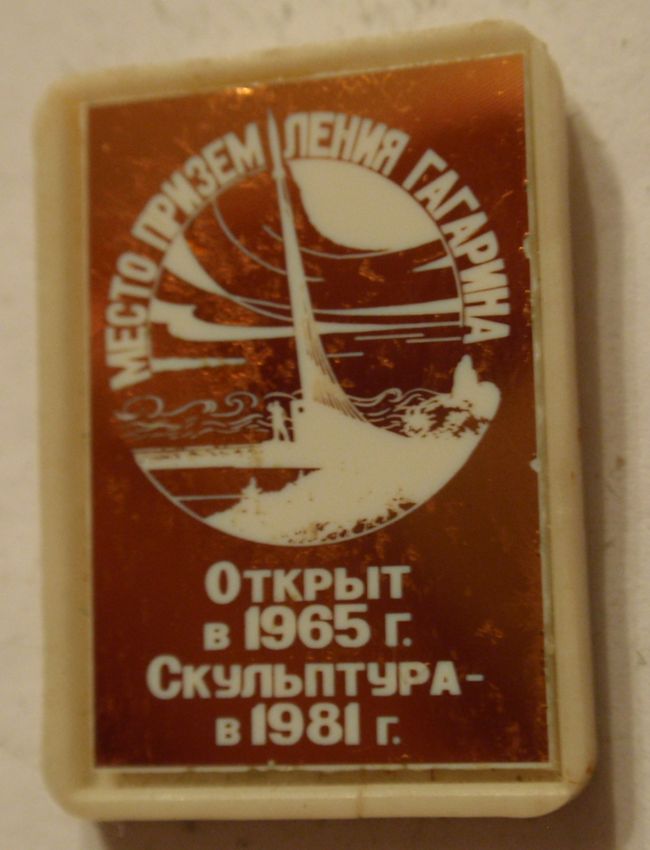 МЕСТО ПРИЗЕМЛЕНИЯ ГАГАРИНА
ОТКРЫТ
В 1965 Г.
СКУЛЬПТУРА -
В 1981 Г.